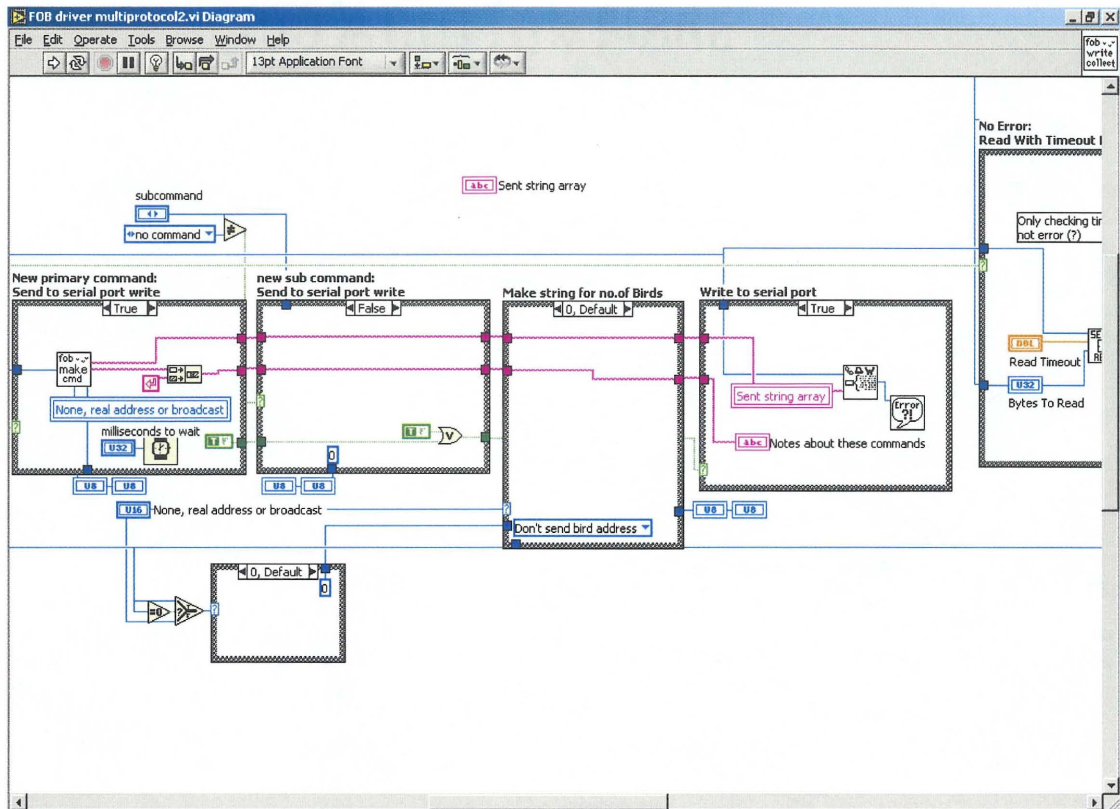 FOB driver multiprotocol2.vi Diagram
File Edit Operate Tools Browse Window Help
13pt Application Font
fob
write
collect
No Error:
Read With Timeout
abc Sent string array
subcommand
no command
Only checking
not error (?)
New primary command:
Send to serial port write
new sub command:
Send to serial port write
Make string for no.of Birds
Write to serial port
True
False
0, Default
True
fob
make
cmd
None, real address or broadcast
milliseconds to wait
U32
TF
TF
0
Sent string array
Error
?!
abc Notes about these commands
DBL
Read Timeout
U32
Bytes To Read
U8 U8
U8 U8
U16 None, real address or broadcast
U8 U8
Don't send bird address
0, Default
0
=0
?